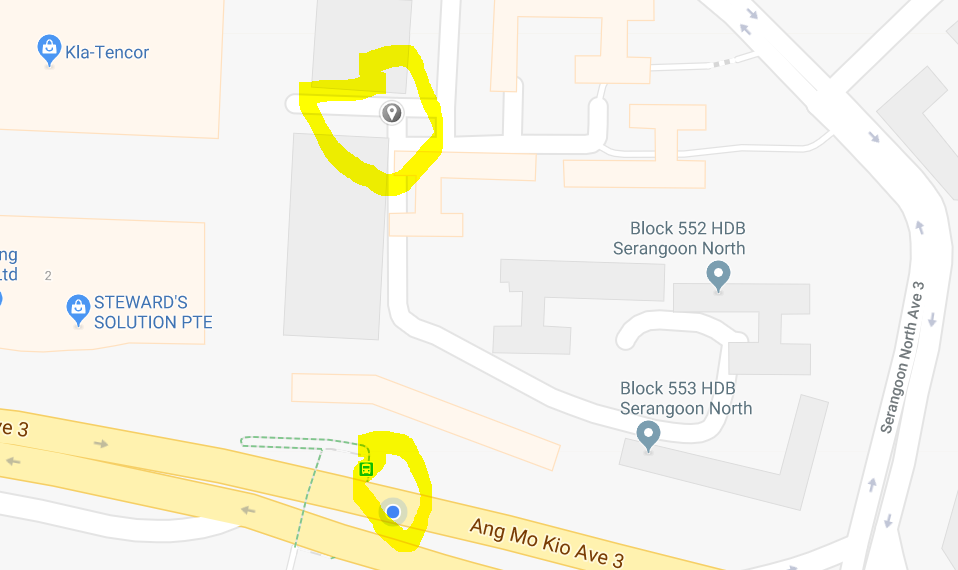 Kla-Tencor
Block 552 HDB
Serangoon North
ng
Ltd
2
STEWARD'S
SOLUTION PTE
Serangoon North Ave 3
Block 553 HDB
Serangoon North
ve 3
Ang Mo Kio Ave 3